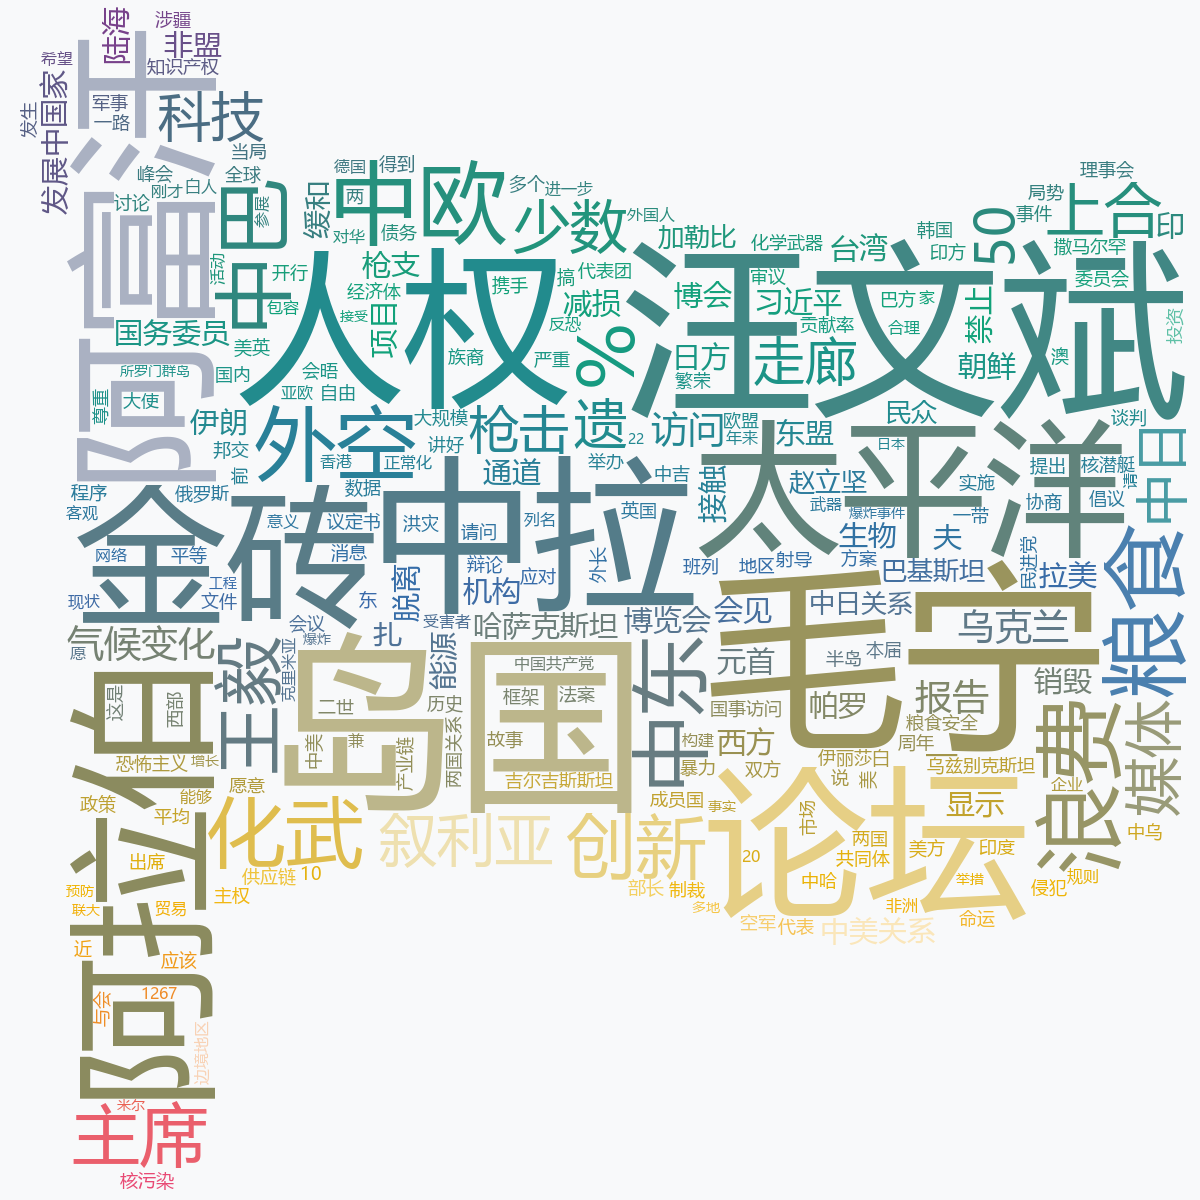 涉疆
陆海
非盟
希望
知识产权
发展中国家
军事
一路
科技
发生
阿富汗
当局
峰会
全球
刚才
白人
讨论
中巴
参展
德国
得到
两
缓和
中欧
多个
进一步
对华
债务
少数
外国人
加勒比
化学武器
台湾
韩国
印方
50
理事会
局势
事件
上合
印
撒马尔罕
委员会
活动
开行
包容
人权
枪支
经济体
接受
项目
携手
搞
代表团
减损
反恐
%
汪文斌
博会
审议
习近平
巴方
家
贡献率
合理
禁止
投资
国务委员
美英
国内
会晤
亚欧
自由
族裔
严重
日方
繁荣
走廊
朝鲜
澳
所罗门群岛
尊重
大使
伊朗
邦交
前
外空
香港
大规模
讲好
正常化
枪击
遗
22
访问
欧盟
年来
东盟
民众
谈判
中日
日本
太平洋
程序
客观
俄罗斯
金砖
意义
数据
议定书
洪灾
中拉
通道
请问
举办
列名
中吉
英国
接触
赵立坚
武器
爆炸事件
实施
一带
提出
协商
核潜艇
倡议
请
网络
平等
消息
辩论
应对
外长
班列
地区
射导
生物
方案
夫
民进党
巴基斯坦
拉美
粮食
现状
工程
文件
东
脱离
机构
博览会
会见
中日关系
气候变化
愿
王毅
会议
爆炸
克里米亚
扎
受害者
能源
哈萨克斯坦
岛国
中国共产党
框架
法案
中东
元首
毛宁
半岛
本届
乌克兰
销毁
阿拉伯
这是
西部
二世
历史
中美
兼
产业链
两国关系
故事
吉尔吉斯斯坦
国事访问
帕罗
报告
粮食安全
周年
浪费
媒体
构建
西方
暴力
双方
伊丽莎白
说
美
乌兹别克斯坦
企业
恐怖主义
增长
政策
能够
平均
愿意
化武
叙利亚
创新
成员国
事实
论坛
市场
两国
共同体
美方
显示
印度
中乌
出席
供应链
10
主权
部长
制裁
20
中哈
举措
侵犯
规则
预防
联大
贸易
多地
空军
代表
中美关系
非洲
命运
近
应该
与会
1267
边境地区
米尔
主席
核污染